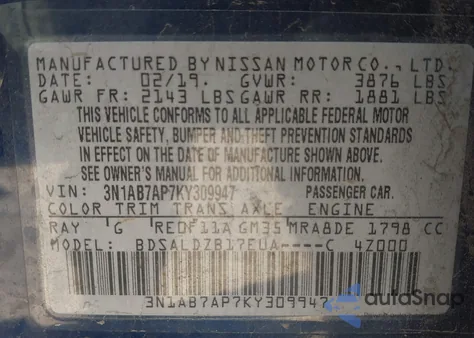 MANUFACTURED BY NISSAN MOTOR CO., LTD.
DATE: 02/19. GVWR: 3876 LBS
GAWR FR: 2143 LBS GAWR RR: 1881 LBS
THIS VEHICLE CONFORMS TO ALL APPLICABLE FEDERAL MOTOR
VEHICLE SAFETY, BUMPER AND THEFT PREVENTION STANDARDS
IN EFFECT ON THE DATE OF MANUFACTURE SHOWN ABOVE.
SEE OWNER'S MANUAL FOR ADDITIONAL INFORMATION.
VIN: 3N1AB7AP7KY309947 PASSENGER CAR.
COLOR TRIM TRANS AXLE ENGINE
RAY G RE0F11A GM35 MRA8DE 1798 CC
MODEL: BDSALDZB17EUA----C 4Z000
3N1AB7AP7KY309947
autoSnap